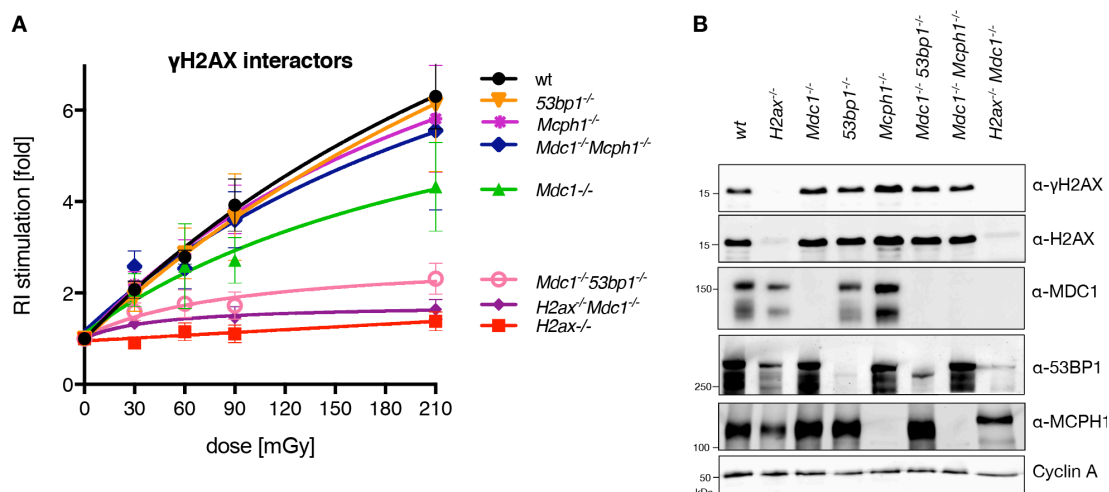 A
γH2AX interactors
RI stimulation [fold]
6
4
2
0
0 30 60 90 120 150 180 210
dose [mGy]
wt
53bp1-/-
Mcph1-/-
Mdc1-/-Mcph1-/-
Mdc1-/-
Mdc1-/-53bp1-/-
H2ax-/-Mdc1-/-
H2ax-/-
B
wt
H2ax-/-
Mdc1-/-
53bp1-/-
Mcph1-/-
Mdc1-/- 53bp1-/-
Mdc1-/- Mcph1-/-
H2ax-/- Mdc1-/-
15
α-γH2AX
15
α-H2AX
150
α-MDC1
250
α-53BP1
100
α-MCPH1
50
Cyclin A